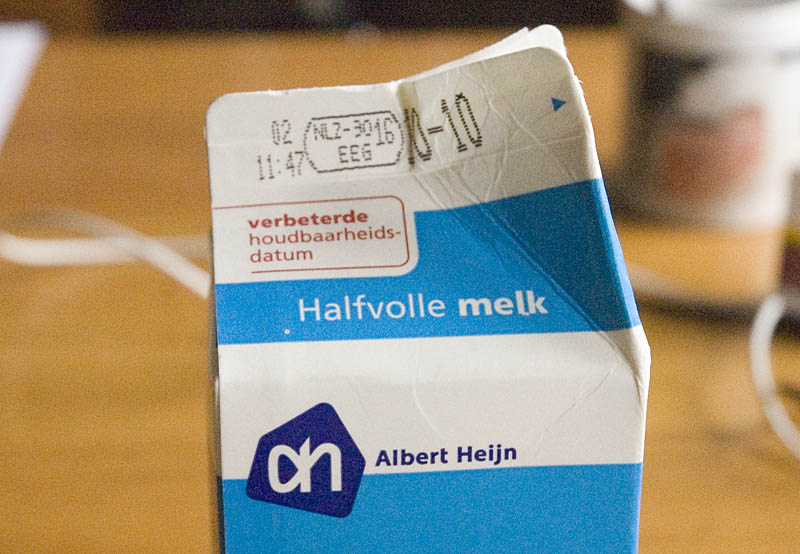 02
11:47
NLZ-3016
EEG
10-10
verbeterde
houdbaarheids-
datum
Halfvolle melk
ah
Albert Heijn